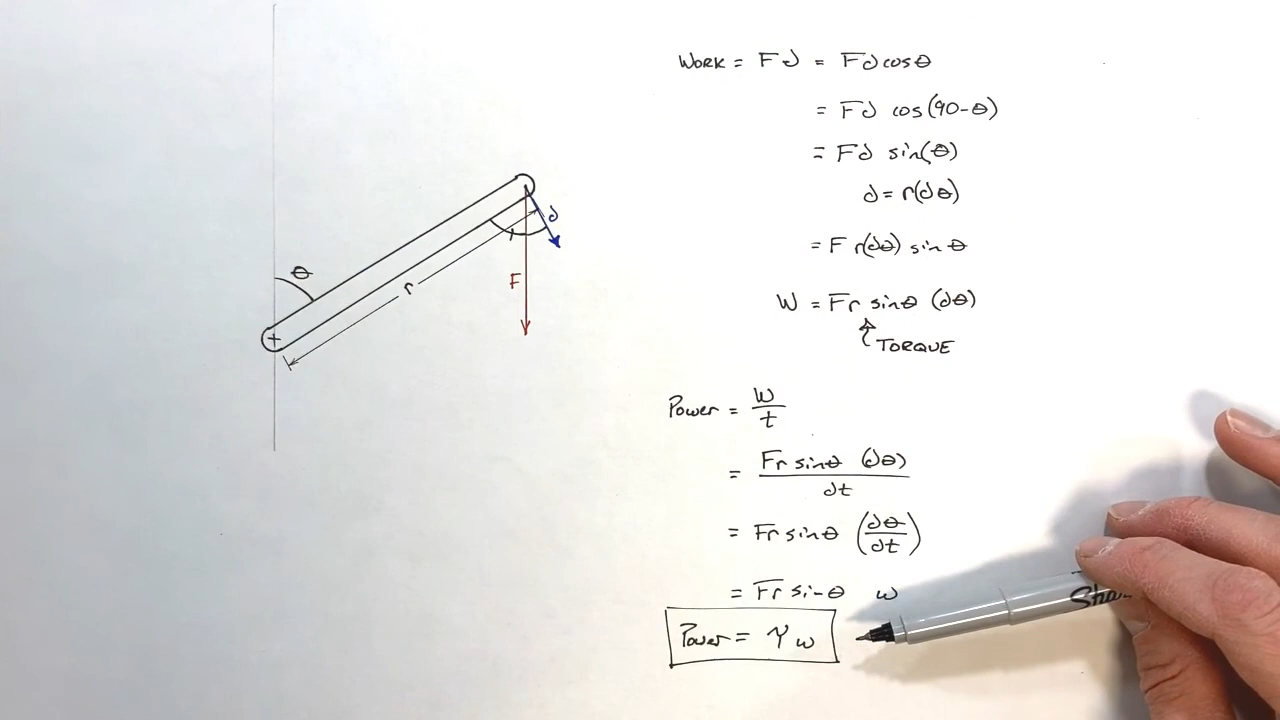 θ
r
F
d
Work = Fd = Fd cosθ
= Fd cos(90-θ)
= Fd sin(θ)
d = r(dθ)
= F r(dθ) sin θ
W = Fr sinθ (dθ)
TORQUE
Power = W/t
= Fr sinθ (dθ)/dt
= Fr sinθ (dθ/dt)
= Fr sinθ ω
Power = τ ω